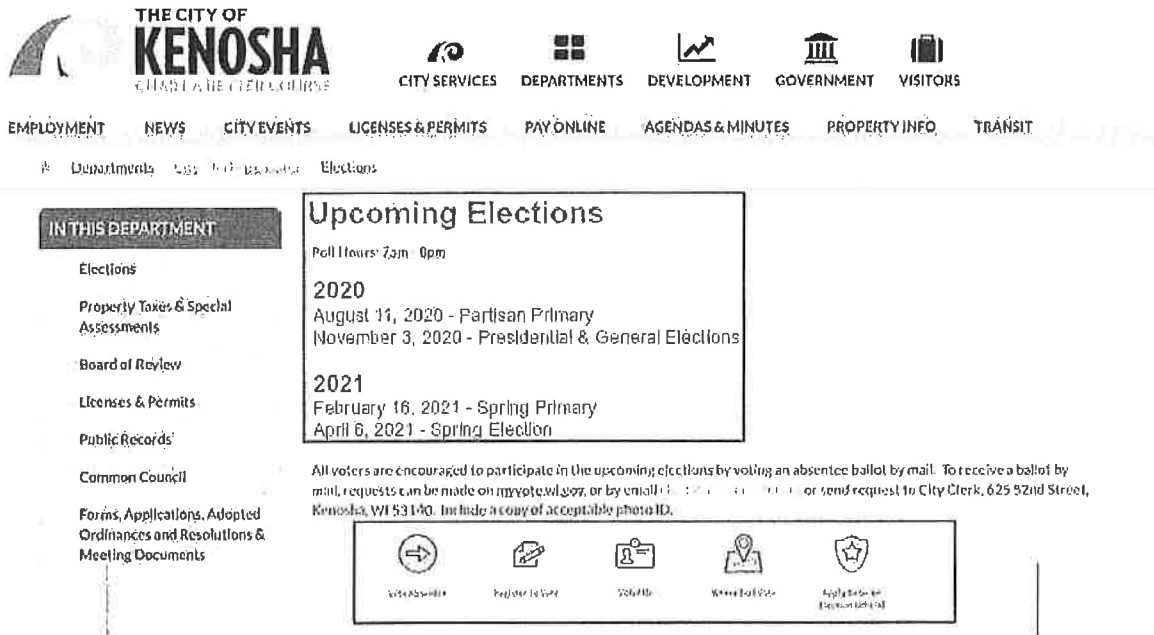 THE CITY OF
KENOSHA
CITY SERVICES DEPARTMENTS DEVELOPMENT GOVERNMENT VISITORS
EMPLOYMENT NEWS CITY EVENTS LICENSES & PERMITS PAY ONLINE AGENDAS & MINUTES PROPERTY INFO TRANSIT
Departments Elections
IN THIS DEPARTMENT
Elections
Property Taxes & Special
Assessments
Board of Review
Licenses & Permits
Public Records
Common Council
Forms, Applications, Adopted
Ordinances and Resolutions &
Meeting Documents
Upcoming Elections
Poll Hours: 7am -
2020
August 11, 2020 - Partisan Primary
November 3, 2020 - Presidential & General Elections
2021
February 16, 2021 - Spring Primary
April 6, 2021 - Spring Election
All voters are encouraged to participate in the upcoming elections by voting an absentee ballot by mail. To receive a ballot by
mail, requests can be made on myvote.wi.gov, or by email or send request to City Clerk, 625 52nd Street,
Kenosha, WI 53140. Include a copy of acceptable photo ID.
Register to Vote